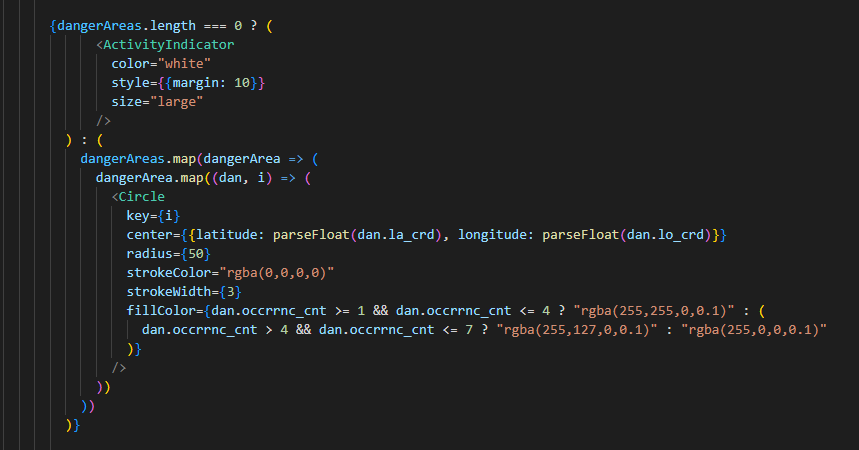 {dangerAreas.length === 0 ? (
<ActivityIndicator
color="white"
style={{margin: 10}}
size="large"
/>
) : (
dangerAreas.map(dangerArea => (
dangerArea.map((dan, i) => (
<Circle
key={i}
center={{latitude: parseFloat(dan.la_crd), longitude: parseFloat(dan.lo_crd)}}
radius={50}
strokeColor="rgba(0,0,0,0)"
strokeWidth={3}
fillColor={dan.occrrnc_cnt >= 1 && dan.occrrnc_cnt <= 4 ? "rgba(255,255,0,0.1)" : (
dan.occrrnc_cnt > 4 && dan.occrrnc_cnt <= 7 ? "rgba(255,127,0,0.1)" : "rgba(255,0,0,0.1)"
)}
/>
))
))
)}